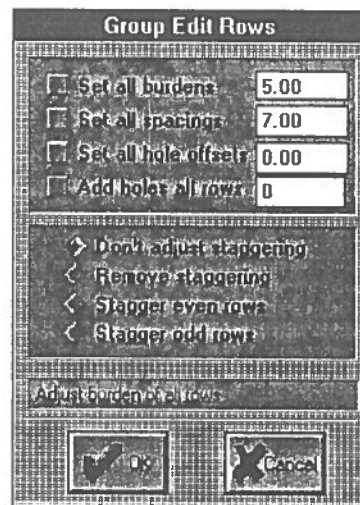 Group Edit Rows
Set all burdens 5.00
Set all spacings 7.00
Set all hole offsets 0.00
Add holes all rows 0
Don't adjust staggering
Remove staggering
Stagger even rows
Stagger odd rows
Adjust burden of all rows
OK Cancel